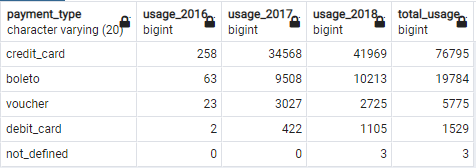 payment_type usage_2016 usage_2017 usage_2018 total_usage
character varying (20) bigint bigint bigint bigint
credit_card 258 34568 41969 76795
boleto 63 9508 10213 19784
voucher 23 3027 2725 5775
debit_card 2 422 1105 1529
not_defined 0 0 3 3